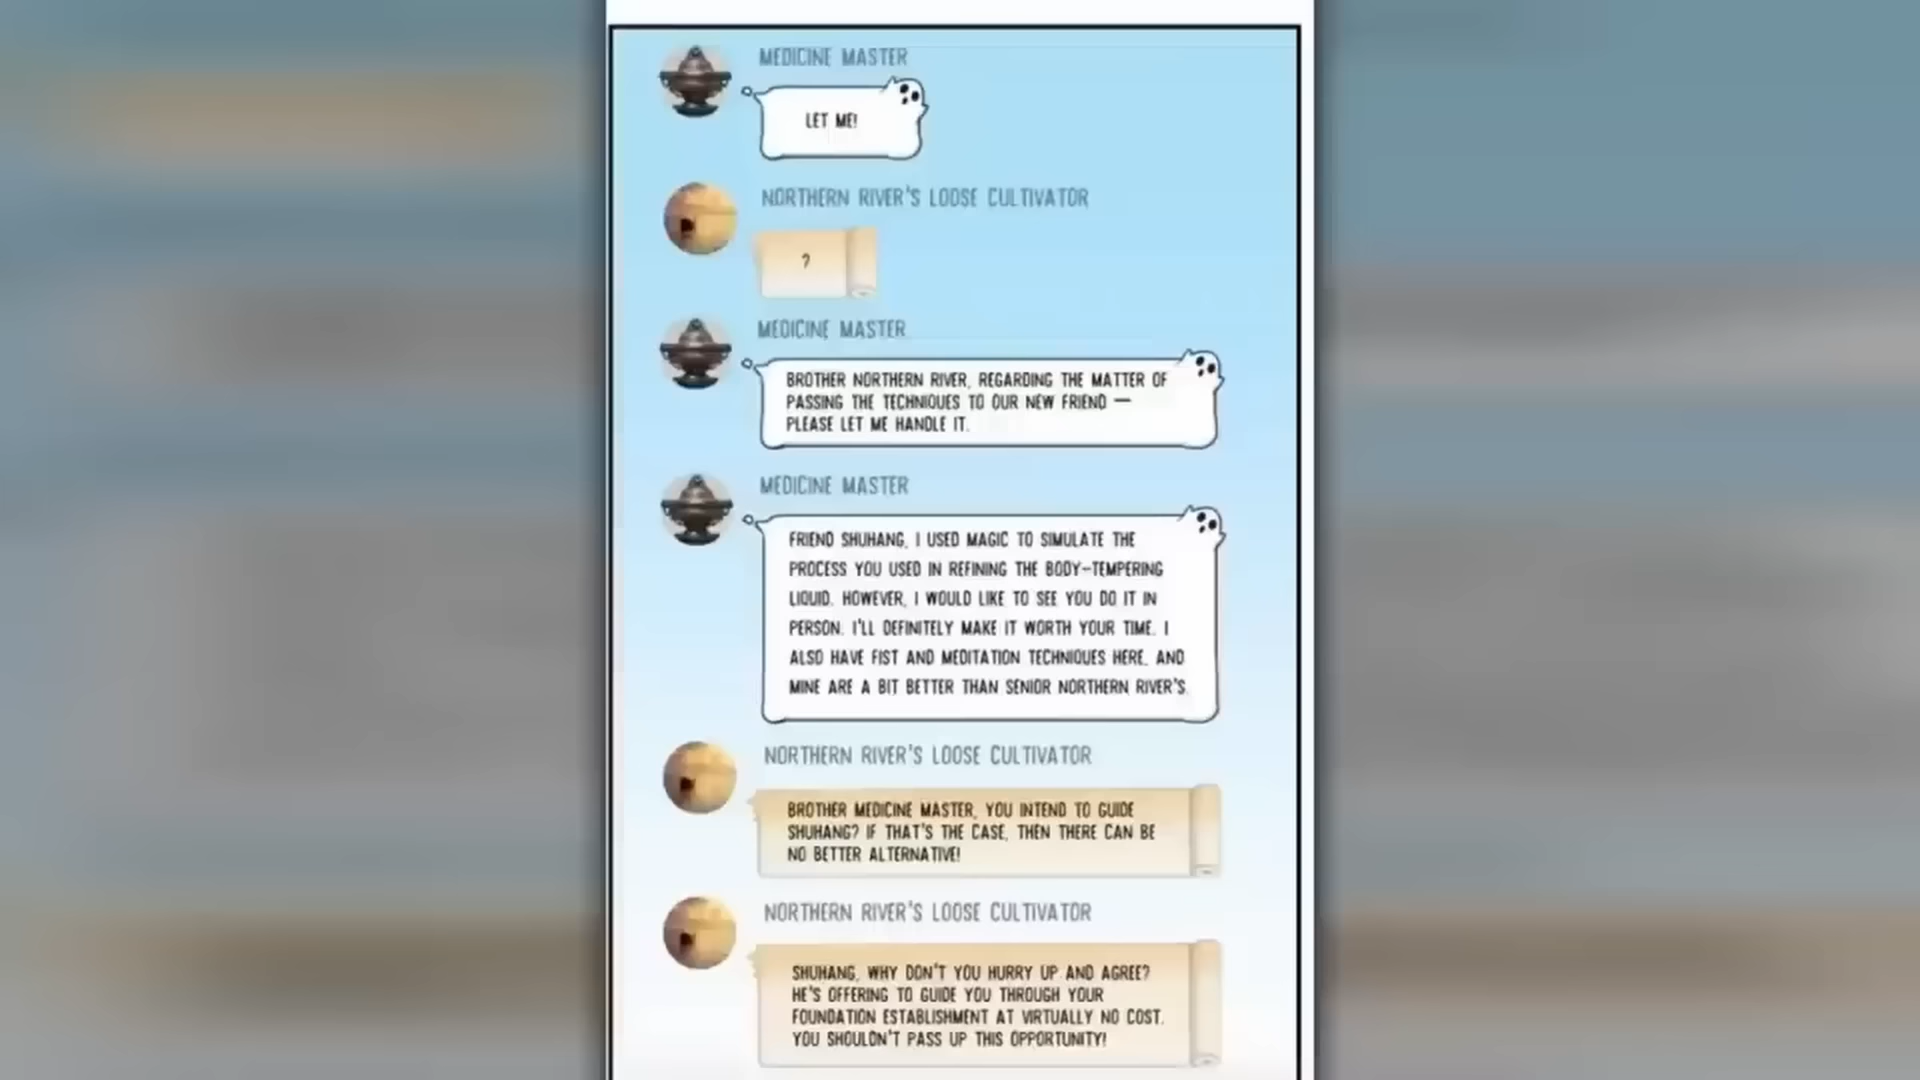 MEDICINE MASTER
LET ME!
NORTHERN RIVER'S LOOSE CULTIVATOR
?
MEDICINE MASTER
BROTHER NORTHERN RIVER, REGARDING THE MATTER OF
PASSING THE TECHNIQUES TO OUR NEW FRIEND —
PLEASE LET ME HANDLE IT.
MEDICINE MASTER
FRIEND SHUHANG, I USED MAGIC TO SIMULATE THE
PROCESS YOU USED IN REFINING THE BODY-TEMPERING
LIQUID. HOWEVER, I WOULD LIKE TO SEE YOU DO IT IN
PERSON. I'LL DEFINITELY MAKE IT WORTH YOUR TIME. I
ALSO HAVE FIST AND MEDITATION TECHNIQUES HERE, AND
MINE ARE A BIT BETTER THAN SENIOR NORTHERN RIVER'S.
NORTHERN RIVER'S LOOSE CULTIVATOR
BROTHER MEDICINE MASTER, YOU INTEND TO GUIDE
SHUHANG? IF THAT'S THE CASE, THEN THERE CAN BE
NO BETTER ALTERNATIVE!
NORTHERN RIVER'S LOOSE CULTIVATOR
SHUHANG, WHY DON'T YOU HURRY UP AND AGREE?
HE'S OFFERING TO GUIDE YOU THROUGH YOUR
FOUNDATION ESTABLISHMENT AT VIRTUALLY NO COST.
YOU SHOULDN'T PASS UP THIS OPPORTUNITY!